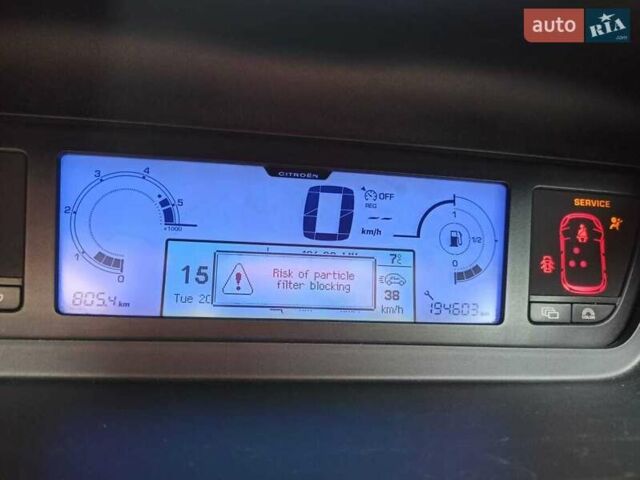 auto RIA
.com
CITROËN
SERVICE
OFF
REG
km/h
1
2
3
4
5
x1000
0
0
1
1/2
0
7°C
15
Risk of particle
filter blocking
Tue 20
38
km/h
805.4 km
194603